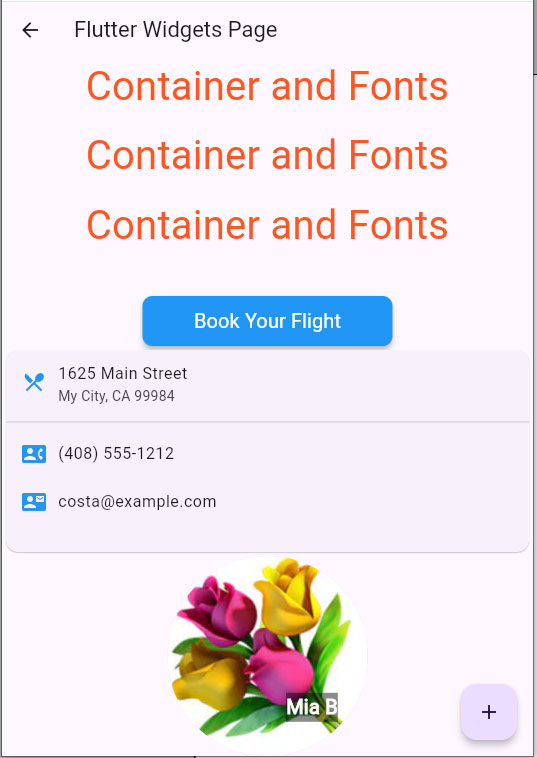 Flutter Widgets Page
Container and Fonts
Container and Fonts
Container and Fonts
Book Your Flight
1625 Main Street
My City, CA 99984
(408) 555-1212
costa@example.com
Mia B